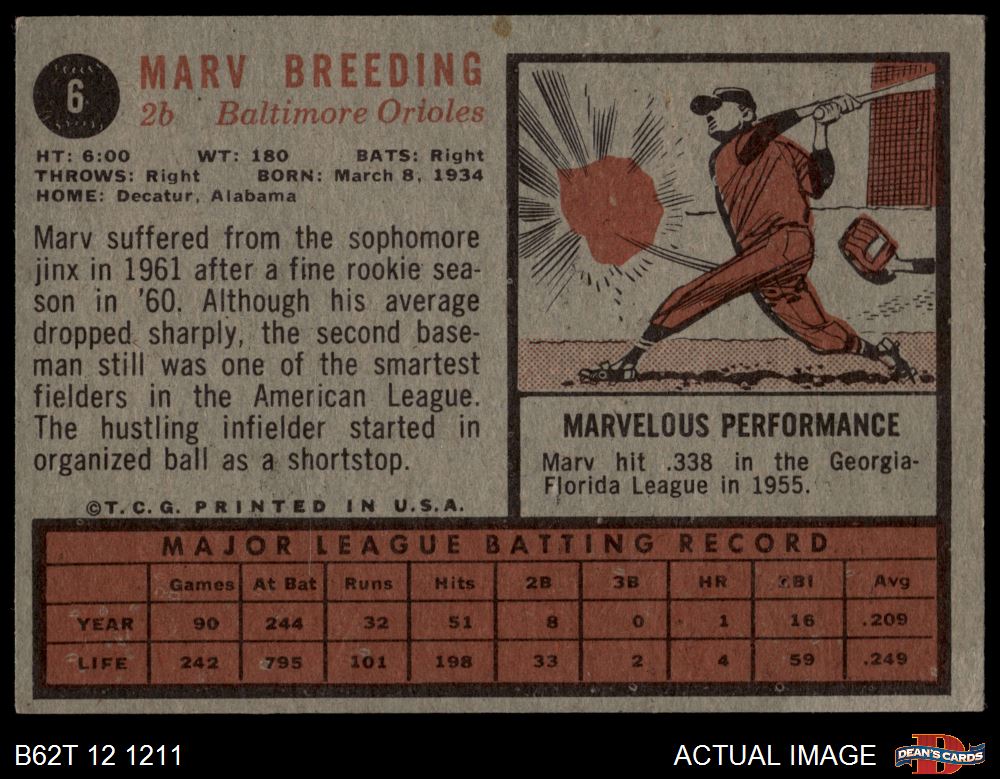 6
MARV BREEDING
2b Baltimore Orioles
HT: 6:00 WT: 180 BATS: Right
THROWS: Right BORN: March 8, 1934
HOME: Decatur, Alabama
Marv suffered from the sophomore
jinx in 1961 after a fine rookie sea-
son in '60. Although his average
dropped sharply, the second base-
man still was one of the smartest
fielders in the American League.
The hustling infielder started in
organized ball as a shortstop.
©T.C.G. PRINTED IN U.S.A.
MARVELOUS PERFORMANCE
Marv hit .338 in the Georgia-
Florida League in 1955.
MAJOR LEAGUE BATTING RECORD
Games At Bat Runs Hits 2B 3B HR RBI Avg
YEAR 90 244 32 51 8 0 1 16 .209
LIFE 242 795 101 198 33 2 4 59 .249
B62T 12 1211
ACTUAL IMAGE
DEAN'S CARDS